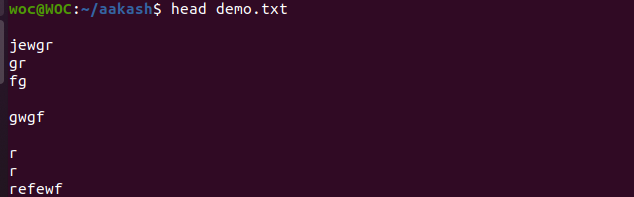 woc@WOC:~/aakash$ head demo.txt
jewgr
gr
fg
gwgf
r
r
refewf